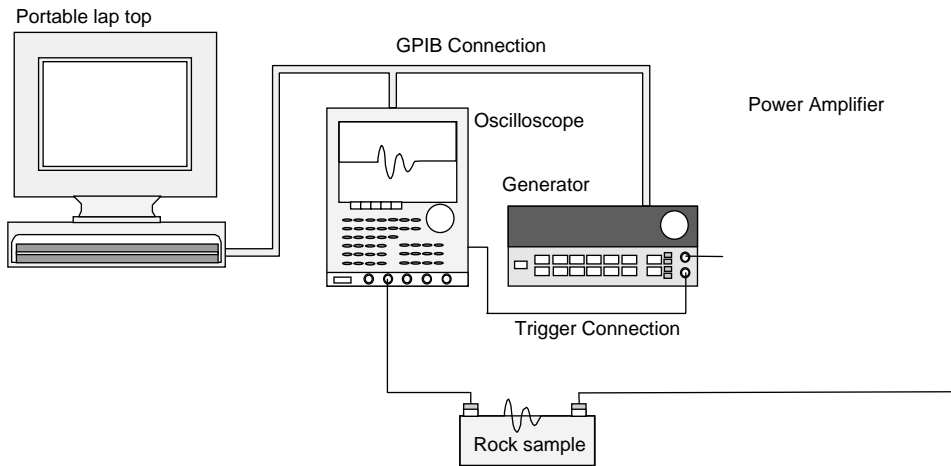 Portable lap top
GPIB Connection
Power Amplifier
Oscilloscope
Generator
Trigger Connection
Rock sample